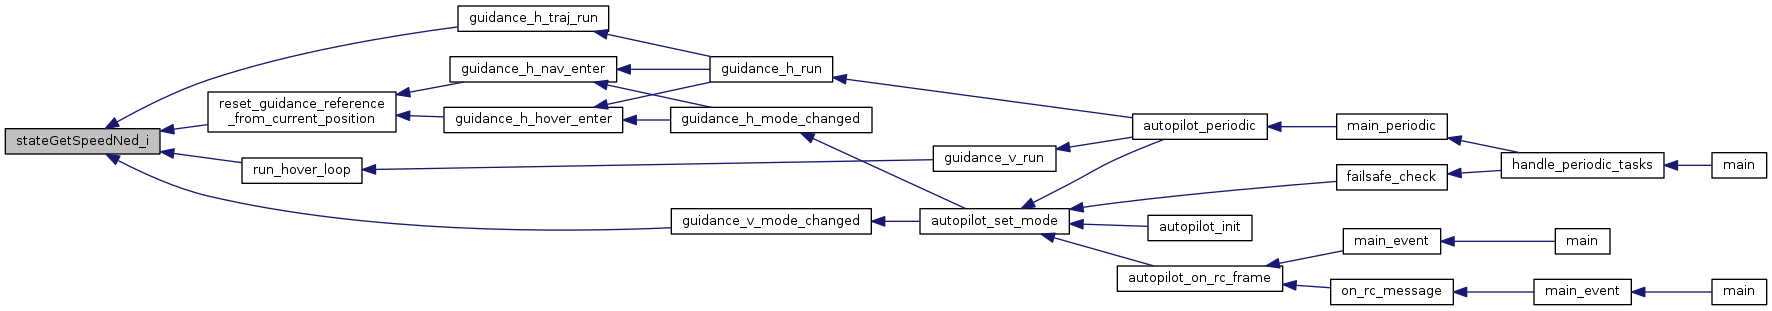 guidance_h_traj_run
guidance_h_nav_enter
guidance_h_run
reset_guidance_reference
_from_current_position
guidance_h_hover_enter
guidance_h_mode_changed
autopilot_periodic
main_periodic
stateGetSpeedNed_i
run_hover_loop
guidance_v_run
handle_periodic_tasks
main
failsafe_check
guidance_v_mode_changed
autopilot_set_mode
autopilot_init
main_event
main
autopilot_on_rc_frame
on_rc_message
main_event
main